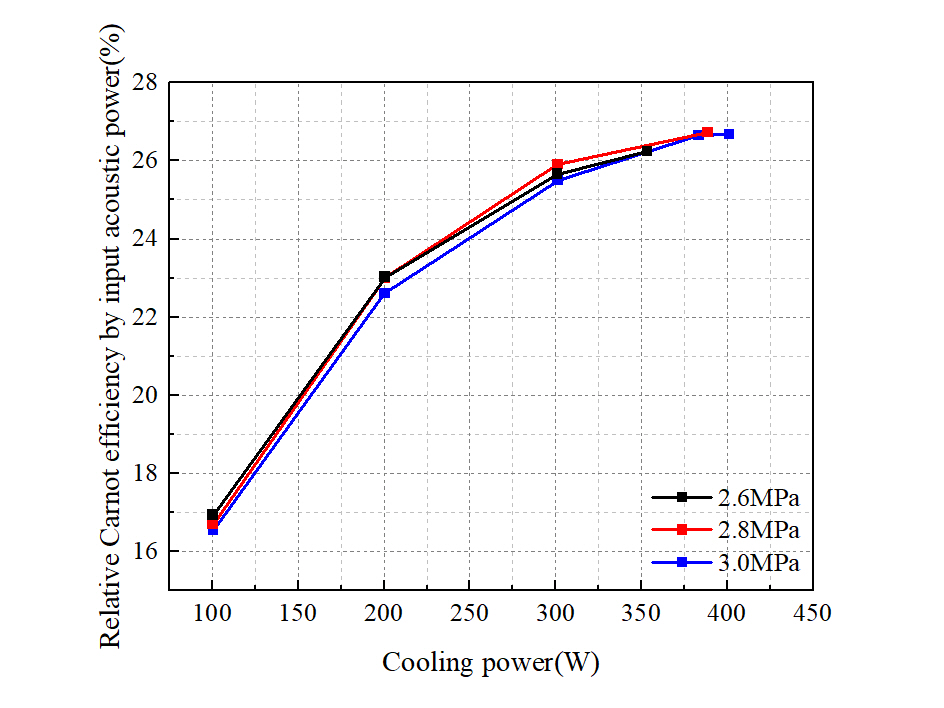 Relative Carnot efficiency by input acoustic power(%)
28
26
24
22
20
18
16
2.6MPa
2.8MPa
3.0MPa
100 150 200 250 300 350 400 450
Cooling power(W)